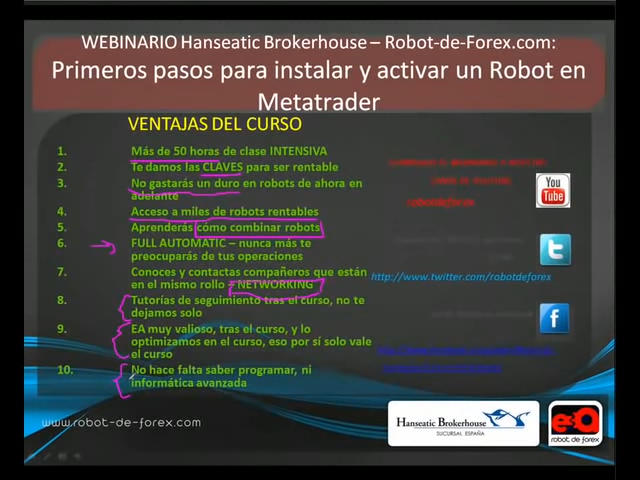 WEBINARIO Hanseatic Brokerhouse – Robot-de-Forex.com:
Primeros pasos para instalar y activar un Robot en
Metatrader
VENTAJAS DEL CURSO
1. Más de 50 horas de clase INTENSIVA
2. Te damos las CLAVES para ser rentable
3. No gastarás un duro en robots de ahora en
adelante
4. Acceso a miles de robots rentables
5. Aprenderás cómo combinar robots
6. FULL AUTOMATIC – nunca más te
preocuparás de tus operaciones
7. Conoces y contactas compañeros que están
en el mismo rollo – NETWORKING
8. Tutorías de seguimiento tras el curso, no te
dejamos solo
9. EA muy valioso, tras el curso, y lo
optimizamos en el curso, eso por sí solo vale
el curso
10. No hace falta saber programar, ni
informática avanzada
robotdeforex
You
Tube
http://www.twitter.com/robotdeforex
www.robot-de-forex.com
Hanseatic Brokerhouse
SUCURSAL ESPAÑA
robot de forex